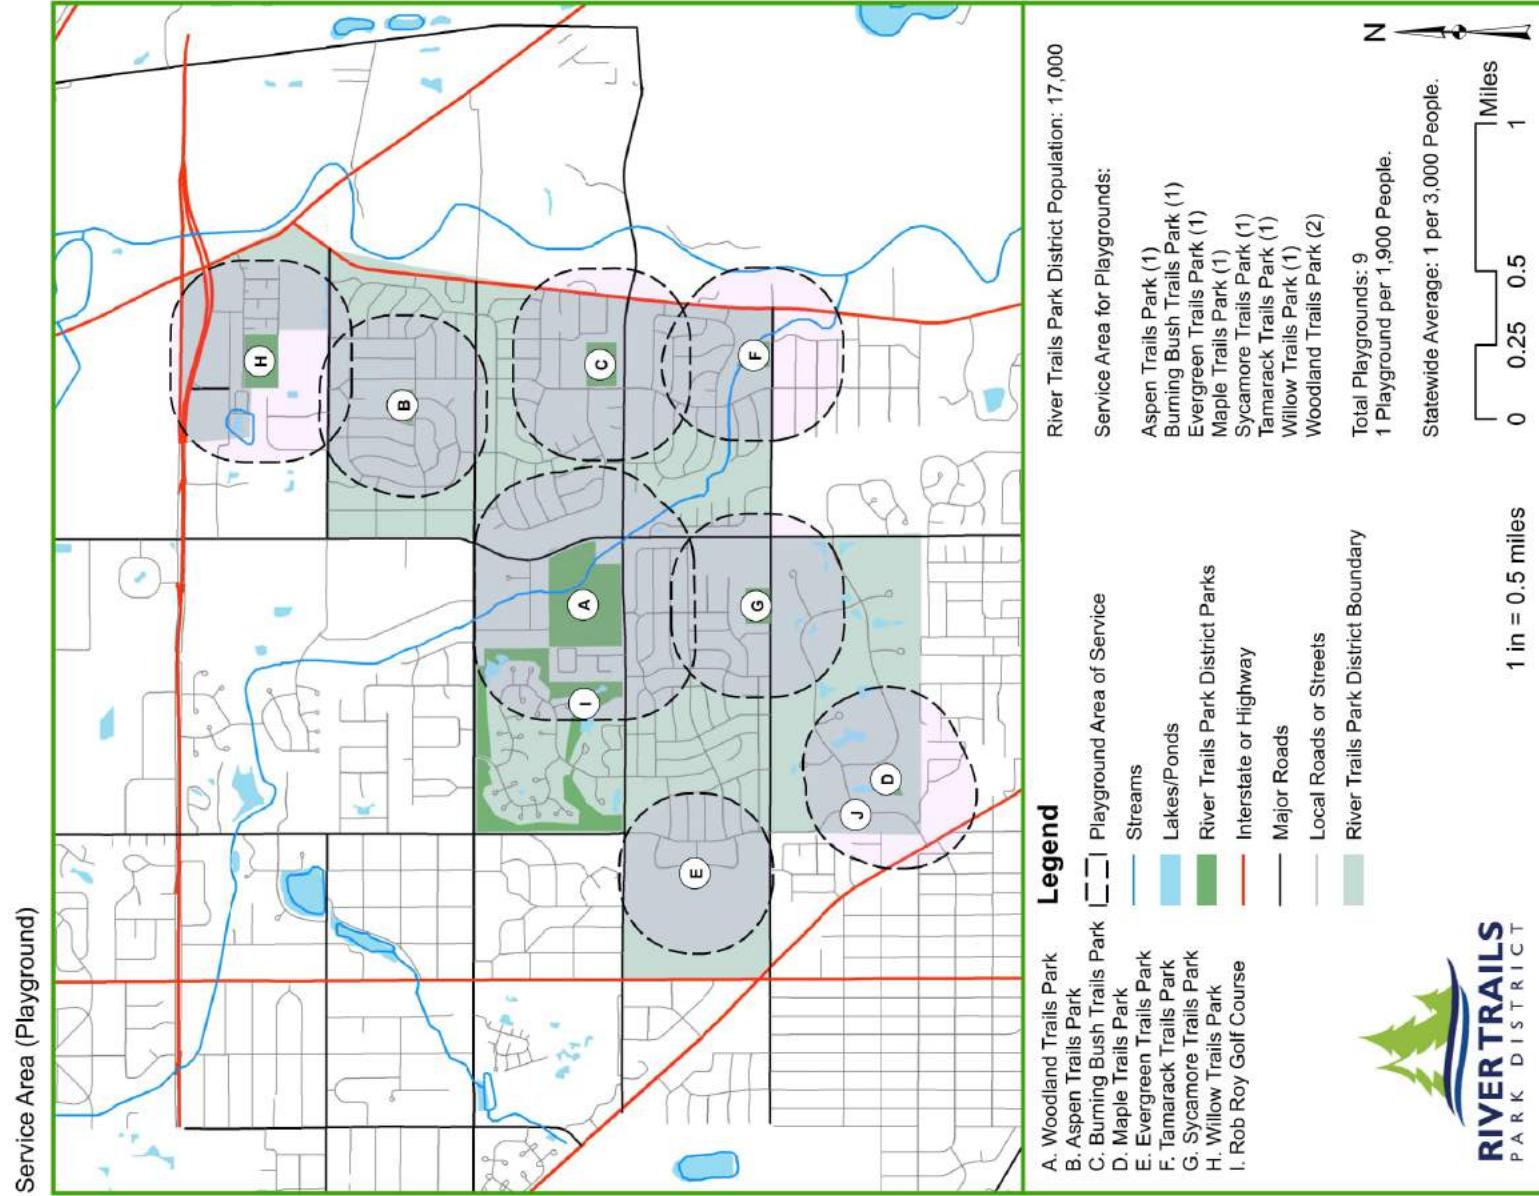 Service Area (Playground)
H
B
C
F
A
I
G
D
J
E
A. Woodland Trails Park
B. Aspen Trails Park
C. Burning Bush Trails Park
D. Maple Trails Park
E. Evergreen Trails Park
F. Tamarack Trails Park
G. Sycamore Trails Park
H. Willow Trails Park
I. Rob Roy Golf Course
Legend
Playground Area of Service
Streams
Lakes/Ponds
River Trails Park District Parks
Interstate or Highway
Major Roads
Local Roads or Streets
River Trails Park District Boundary
River Trails Park District Population: 17,000
Service Area for Playgrounds:
Aspen Trails Park (1)
Burning Bush Trails Park (1)
Evergreen Trails Park (1)
Maple Trails Park (1)
Sycamore Trails Park (1)
Tamarack Trails Park (1)
Willow Trails Park (1)
Woodland Trails Park (2)
Total Playgrounds: 9
1 Playground per 1,900 People.
Statewide Average: 1 per 3,000 People.
N
RIVER TRAILS
PARK DISTRICT
1 in = 0.5 miles
0 0.25 0.5 1
Miles